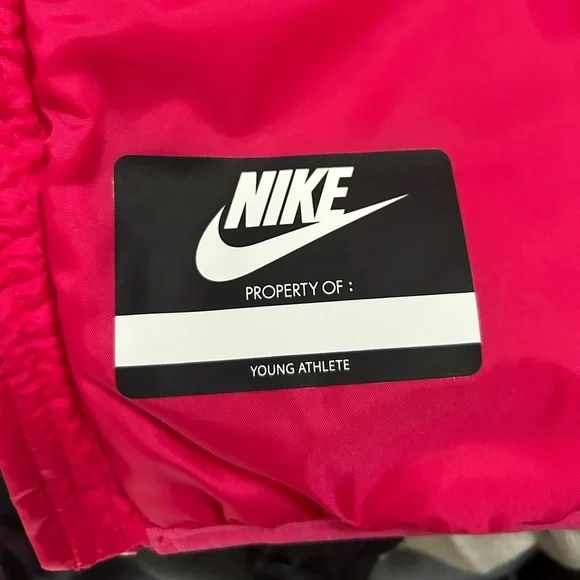 NIKE
PROPERTY OF :
YOUNG ATHLETE